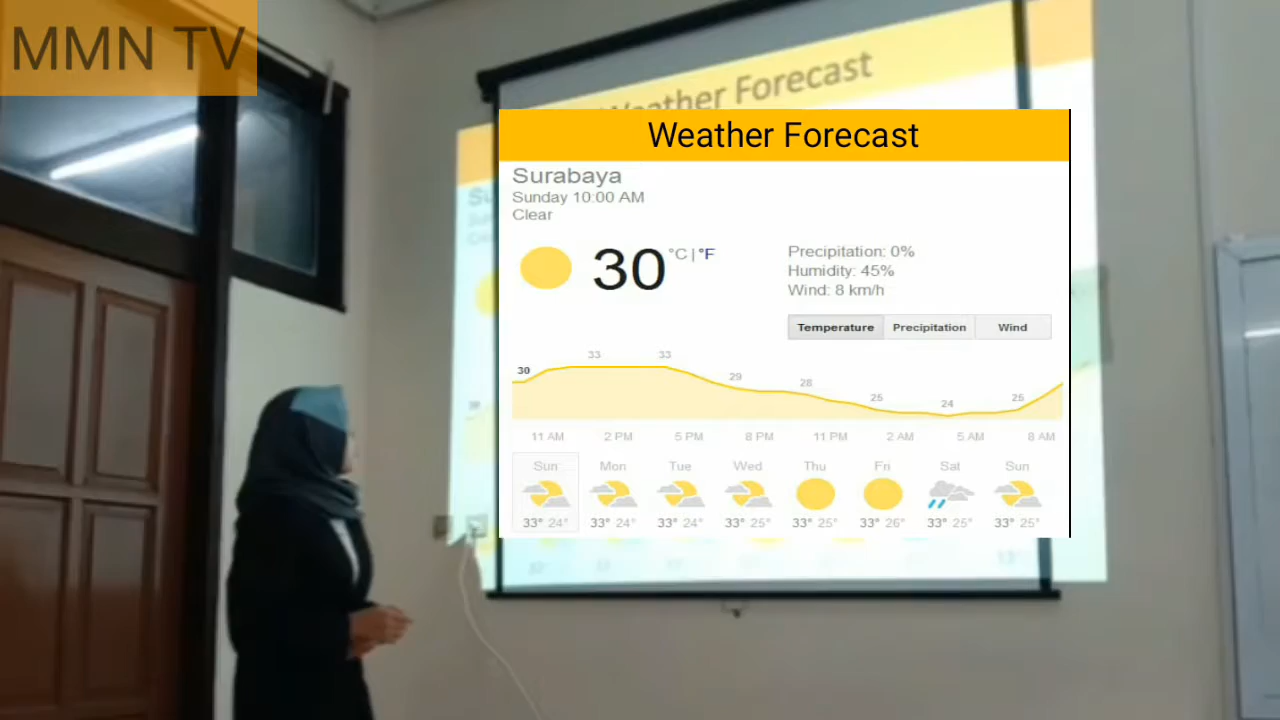 MMN TV
Weather Forecast
Weather Forecast
Surabaya
Sunday 10:00 AM
Clear
30 °C | °F
Precipitation: 0%
Humidity: 45%
Wind: 8 km/h
Temperature Precipitation Wind
30 33 33 29 28 25 24 26
11 AM 2 PM 5 PM 8 PM 11 PM 2 AM 5 AM 8 AM
Sun Mon Tue Wed Thu Fri Sat Sun
33° 24° 33° 24° 33° 24° 33° 25° 33° 25° 33° 26° 33° 25° 33° 25°